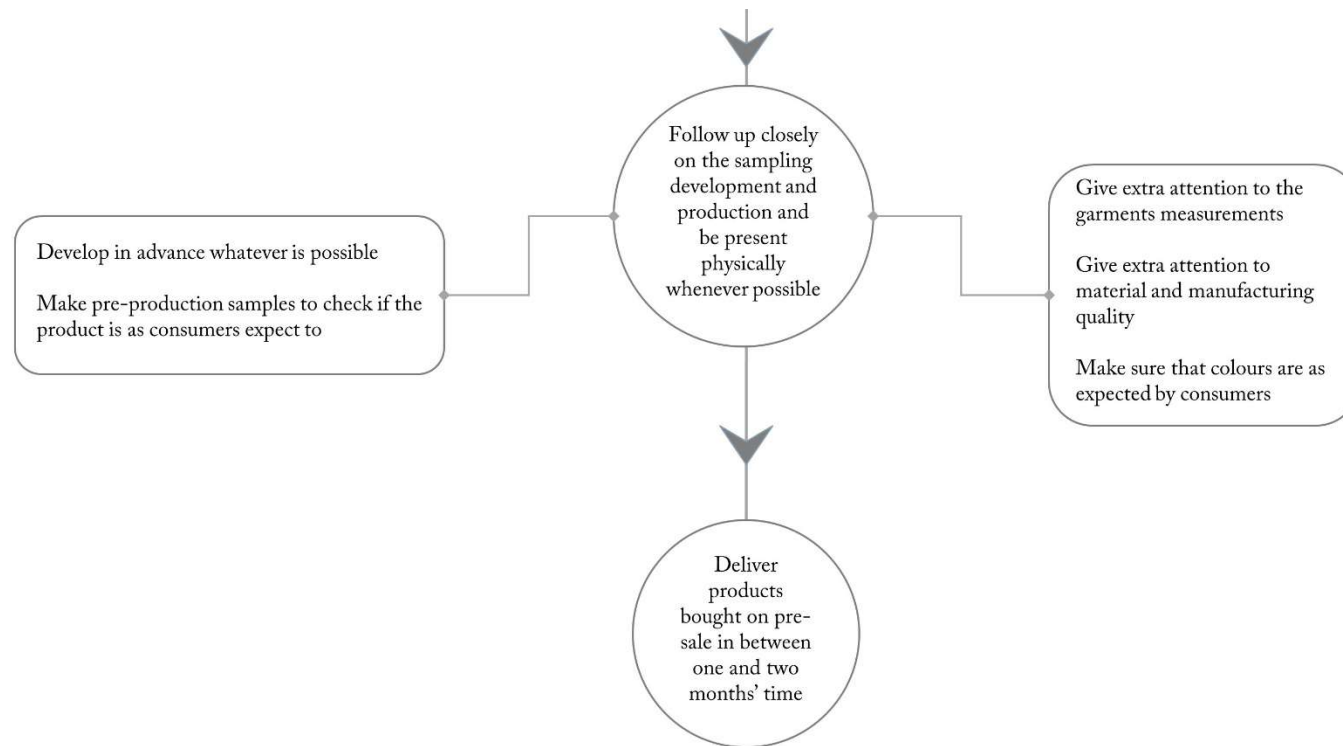 Follow up closely
on the sampling
development and
production and
be present
physically
whenever possible
Develop in advance whatever is possible
Make pre-production samples to check if the
product is as consumers expect to
Give extra attention to the
garments measurements
Give extra attention to
material and manufacturing
quality
Make sure that colours are as
expected by consumers
Deliver
products
bought on pre-
sale in between
one and two
months’ time